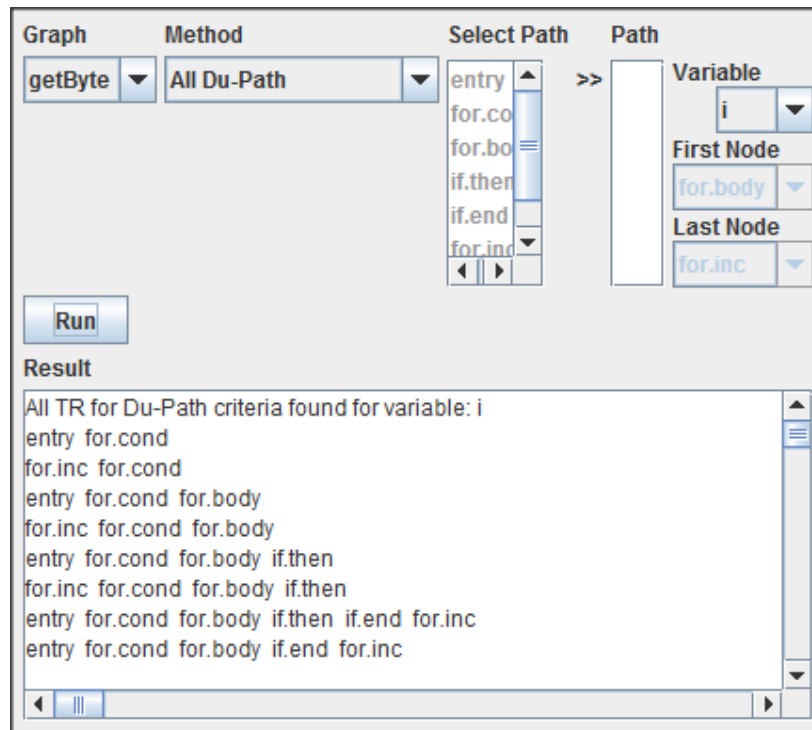 Graph Method Select Path Path
getByte All Du-Path entry >> Variable
for.co i
for.bo First Node
if.then for.body
if.end Last Node
for.inc for.inc
Run
Result
All TR for Du-Path criteria found for variable: i
entry for.cond
for.inc for.cond
entry for.cond for.body
for.inc for.cond for.body
entry for.cond for.body if.then
for.inc for.cond for.body if.then
entry for.cond for.body if.then if.end for.inc
entry for.cond for.body if.end for.inc